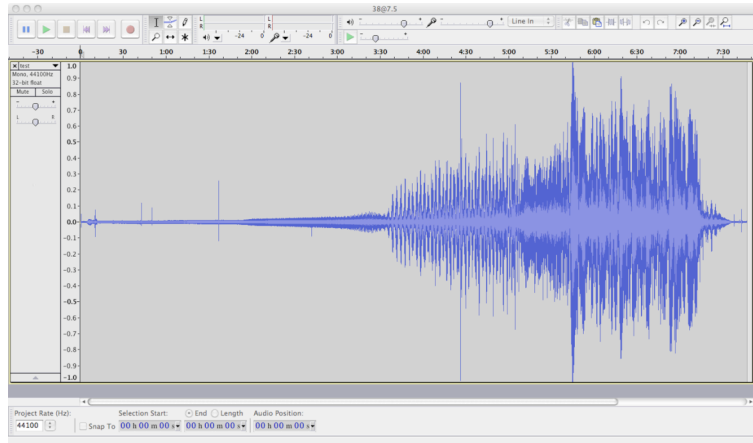 38@7.5
L
R
-24 0
L
R
-24 0
Line In
-30 0 30 1:00 1:30 2:00 2:30 3:00 3:30 4:00 4:30 5:00 5:30 6:00 6:30 7:00 7:30
test
Mono, 44100Hz
32-bit float
Mute Solo
- +
L R
1.0
0.9
0.8
0.7
0.6
0.5
0.4
0.3
0.2
0.1
0.0
-0.1
-0.2
-0.3
-0.4
-0.5
-0.6
-0.7
-0.8
-0.9
-1.0
Project Rate (Hz): Selection Start: End Length Audio Position:
44100 Snap To 00 h 00 m 00 s 00 h 00 m 00 s 00 h 00 m 00 s